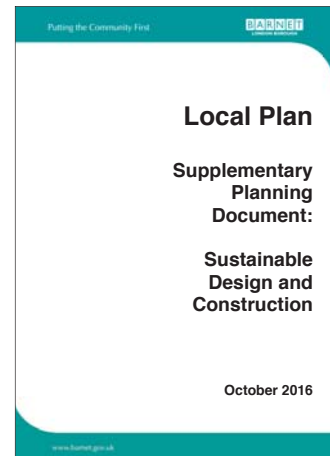 Putting the Community First
BARNET
LONDON BOROUGH
Local Plan
Supplementary
Planning
Document:
Sustainable
Design and
Construction
October 2016
www.barnet.gov.uk